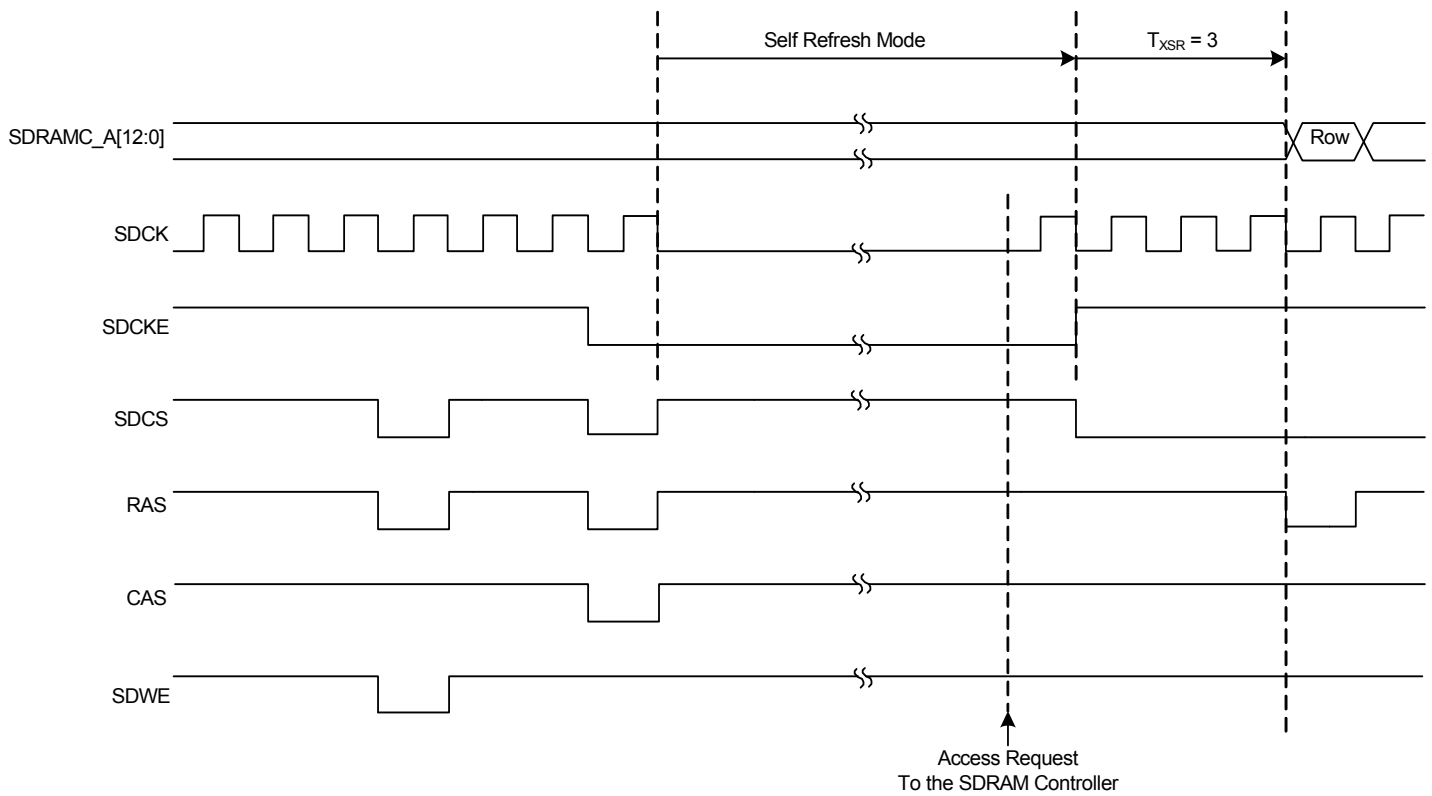 Self Refresh Mode
TXSR = 3
SDRAMC_A[12:0]
Row
SDCK
SDCKE
SDCS
RAS
CAS
SDWE
Access Request
To the SDRAM Controller